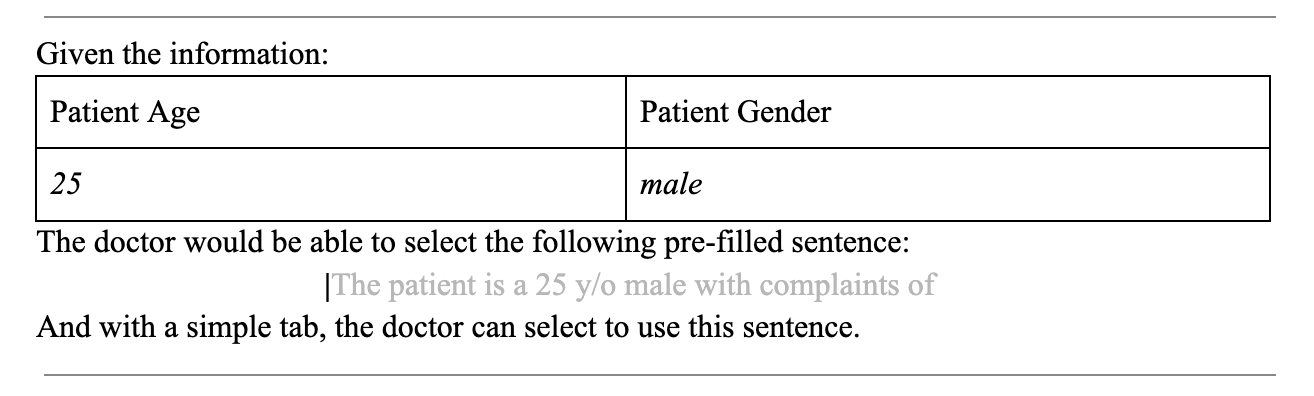 Given the information:
Patient Age Patient Gender
25 male
The doctor would be able to select the following pre-filled sentence:
|The patient is a 25 y/o male with complaints of
And with a simple tab, the doctor can select to use this sentence.